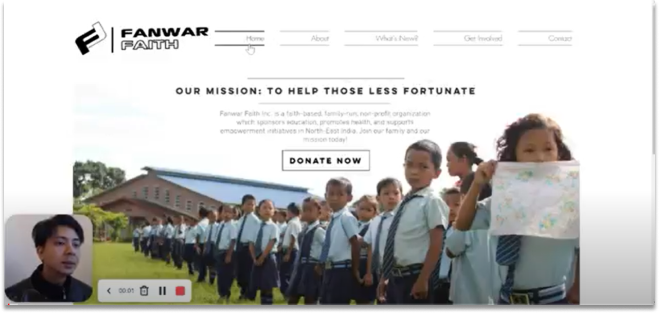 FANWAR
FAITH
Home
About
What's New?
Get Involved
Contact
OUR MISSION: TO HELP THOSE LESS FORTUNATE
Fanwar Faith Inc. is a faith-based, family-run, non-profit organization
which sponsors education, promotes health, and supports
empowerment initiatives in North-East India. Join our family and our
mission today!
DONATE NOW
00:01